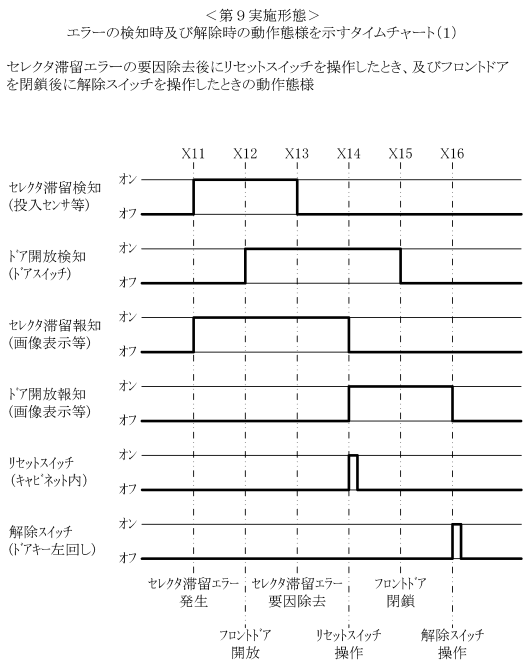 ＜第９実施形態＞
エラーの検知時及び解除時の動作態様を示すタイムチャート（１）
セレクタ滞留エラーの要因除去後にリセットスイッチを操作したとき、及びフロントドア
を閉鎖後に解除スイッチを操作したときの動作態様
X11 X12 X13 X14 X15 X16
セレクタ滞留検知
（投入センサ等）
オン
オフ
ﾄﾞｱ開放検知
（ﾄﾞｱスイッチ）
オン
オフ
セレクタ滞留報知
（画像表示等）
オン
オフ
ﾄﾞｱ開放報知
（画像表示等）
オン
オフ
リセットスイッチ
（キャビネット内）
オン
オフ
解除スイッチ
（ドアキー左回し）
オン
オフ
セレクタ滞留エラー
発生
セレクタ滞留エラー
要因除去
フロントドア
閉鎖
フロントドア
開放
リセットスイッチ
操作
解除スイッチ
操作